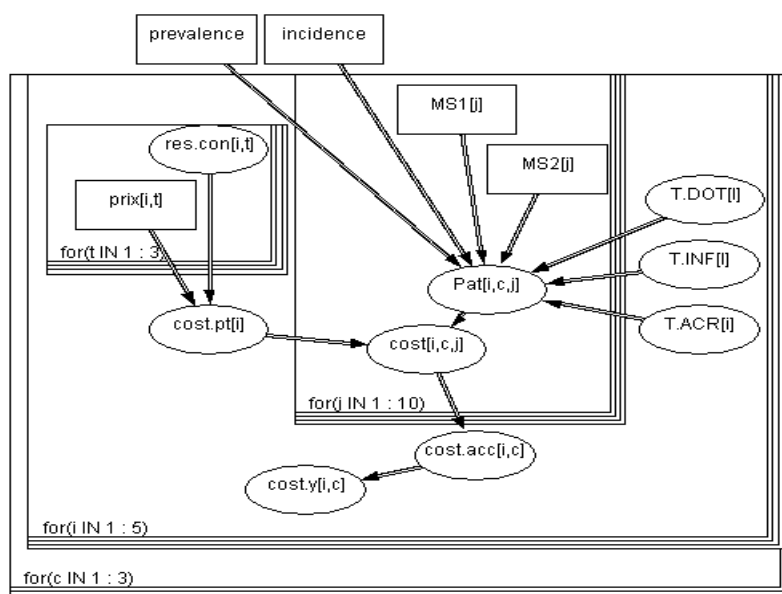 prevalence
incidence
MS1[j]
MS2[j]
res.con[i,t]
prix[i,t]
for(t IN 1 : 3)
T.DOT[i]
T.INF[i]
T.ACR[i]
Pat[i,c,j]
cost.pt[i]
cost[i,c,j]
for(j IN 1 : 10)
cost.acc[i,c]
cost.y[i,c]
for(i IN 1 : 5)
for(c IN 1 : 3)